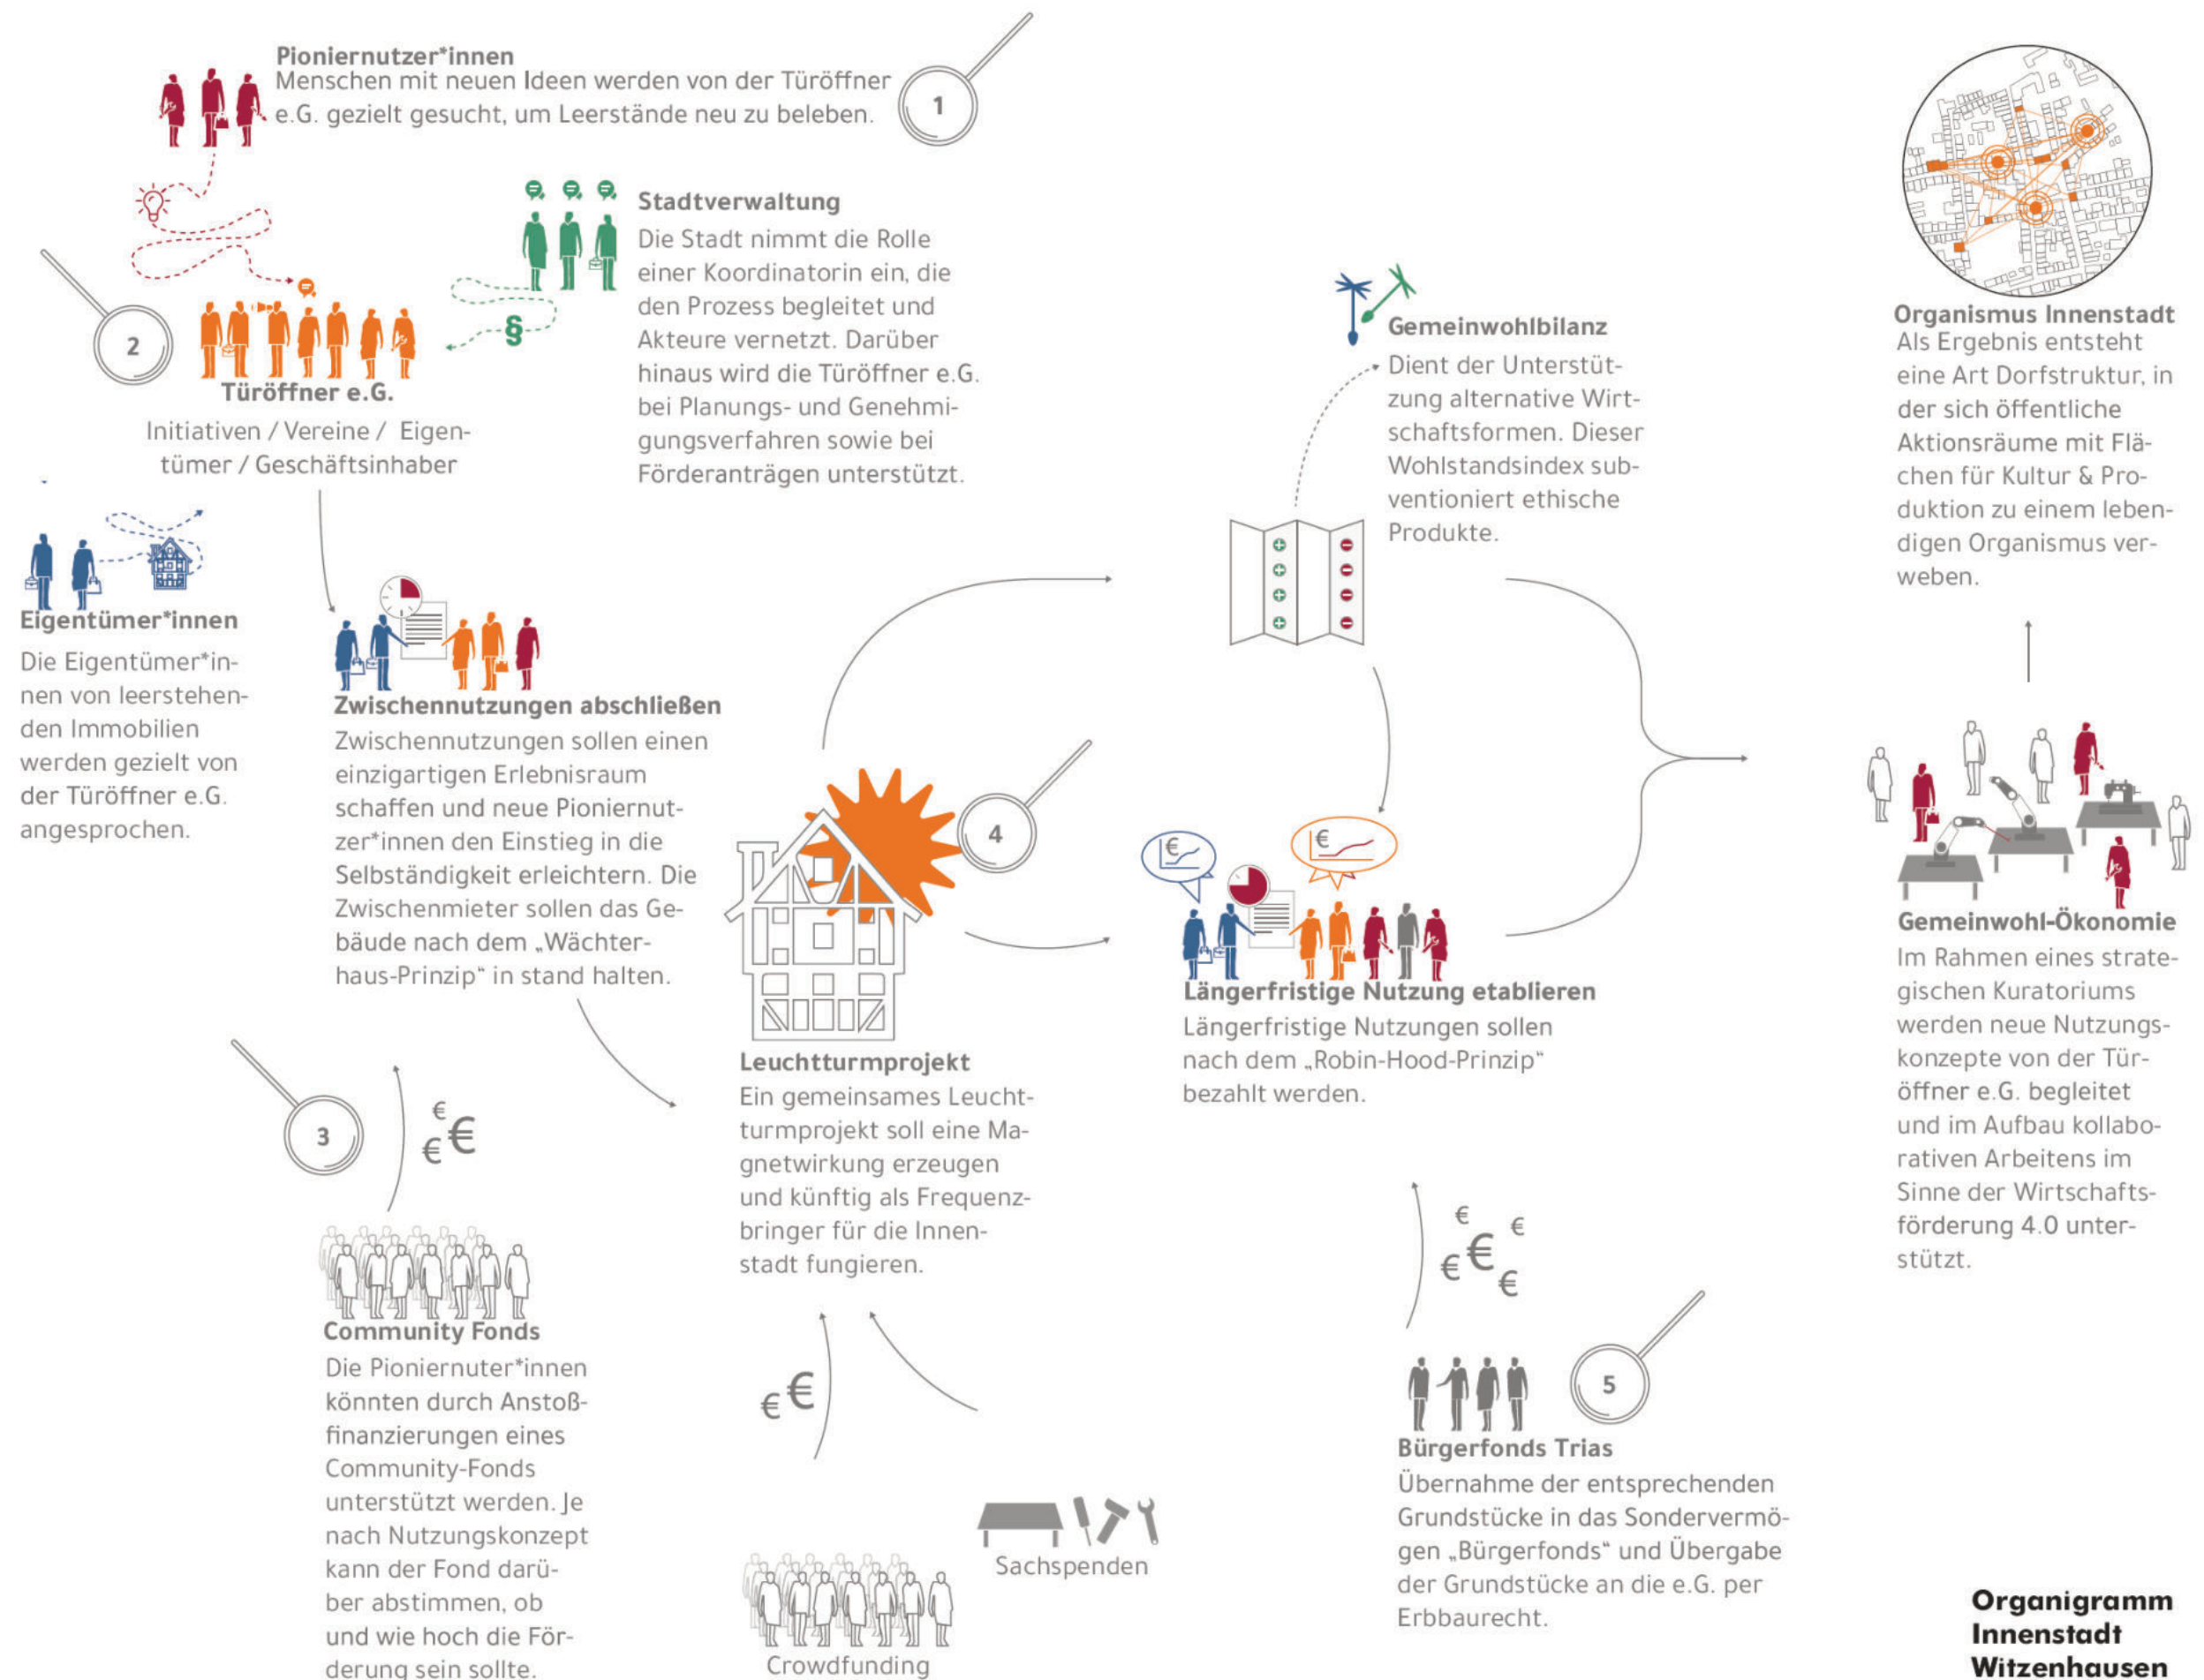 Pioniernutzer*innen
Menschen mit neuen Ideen werden von der Türöffner
e.G. gezielt gesucht, um Leerstände neu zu beleben.
1
Stadtverwaltung
Die Stadt nimmt die Rolle
einer Koordinatorin ein, die
den Prozess begleitet und
Akteure vernetzt. Darüber
hinaus wird die Türöffner e.G.
bei Planungs- und Genehmi-
gungsverfahren sowie bei
Förderanträgen unterstützt.
§
2
Türöffner e.G.
Initiativen / Vereine / Eigen-
tümer / Geschäftsinhaber
Eigentümer*innen
Die Eigentümer*in-
nen von leerstehen-
den Immobilien
werden gezielt von
der Türöffner e.G.
angesprochen.
Zwischennutzungen abschließen
Zwischennutzungen sollen einen
einzigartigen Erlebnisraum
schaffen und neue Pioniernut-
zer*innen den Einstieg in die
Selbständigkeit erleichtern. Die
Zwischenmieter sollen das Ge-
bäude nach dem „Wächter-
haus-Prinzip“ in stand halten.
3
€
€ €
Community Fonds
Die Pioniernuter*innen
könnten durch Anstoß-
finanzierungen eines
Community-Fonds
unterstützt werden. Je
nach Nutzungskonzept
kann der Fond darü-
ber abstimmen, ob
und wie hoch die För-
derung sein sollte.
4
Leuchtturmprojekt
Ein gemeinsames Leucht-
turmprojekt soll eine Ma-
gnetwirkung erzeugen
und künftig als Frequenz-
bringer für die Innen-
stadt fungieren.
€ €
Crowdfunding
Sachspenden
Gemeinwohlbilanz
Dient der Unterstüt-
zung alternative Wirt-
schaftsformen. Dieser
Wohlstandsindex sub-
ventioniert ethische
Produkte.
€
€
Längerfristige Nutzung etablieren
Längerfristige Nutzungen sollen
nach dem „Robin-Hood-Prinzip“
bezahlt werden.
€ €
€ €
€
5
Bürgerfonds Trias
Übernahme der entsprechenden
Grundstücke in das Sondervermö-
gen „Bürgerfonds“ und Übergabe
der Grundstücke an die e.G. per
Erbbaurecht.
Organismus Innenstadt
Als Ergebnis entsteht
eine Art Dorfstruktur, in
der sich öffentliche
Aktionsräume mit Flä-
chen für Kultur & Pro-
duktion zu einem leben-
digen Organismus ver-
weben.
Gemeinwohl-Ökonomie
Im Rahmen eines strate-
gischen Kuratoriums
werden neue Nutzungs-
konzepte von der Tür-
öffner e.G. begleitet
und im Aufbau kollabo-
rativen Arbeitens im
Sinne der Wirtschafts-
förderung 4.0 unter-
stützt.
Organigramm
Innenstadt
Witzenhausen